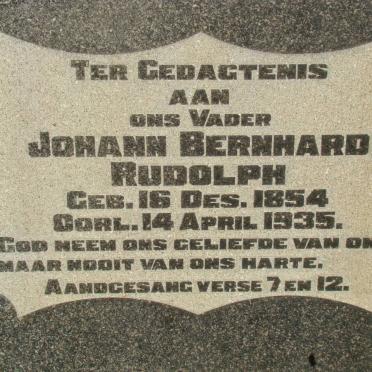 TER GEDAGTENIS
AAN
ONS VADER
JOHANN BERNHARD
RUDOLPH
GEB. 16 DES. 1854
OORL. 14 APRIL 1935.
GOD NEEM ONS GELIEFDE VAN ON
MAAR NOOIT VAN ONS HARTE.
AANDGESANG VERSE 7 EN 12.